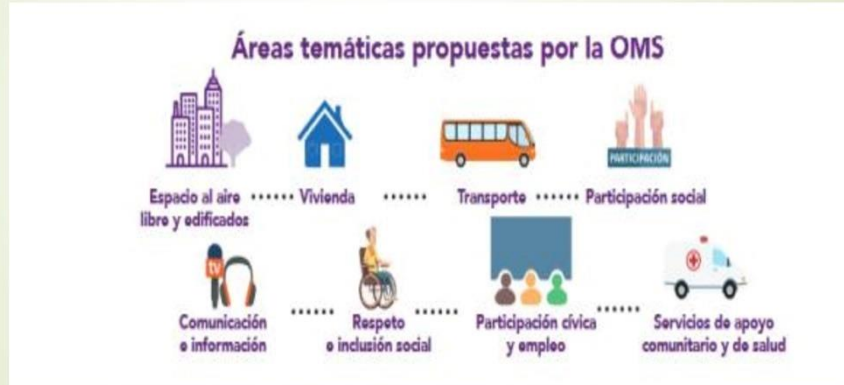 Áreas temáticas propuestas por la OMS
PARTICIPACIÓN
Espacio al aire
libre y edificados
Vivienda
Transporte
Participación social
tv
Comunicación
e información
Respeto
e inclusión social
Participación cívica
y empleo
Servicios de apoyo
comunitario y de salud